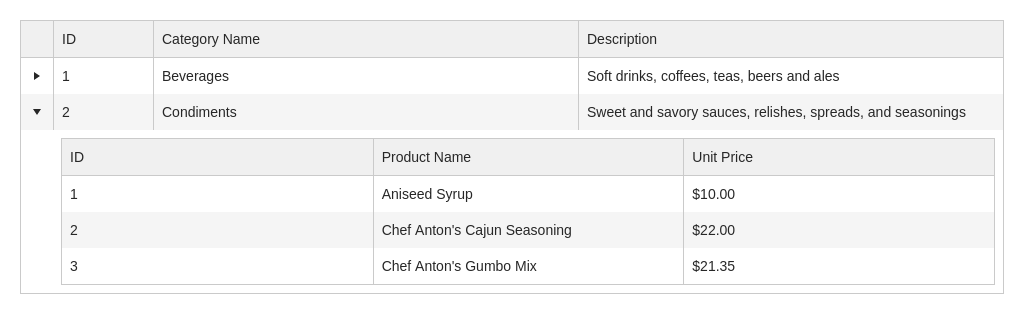 ID Category Name Description
1 Beverages Soft drinks, coffees, teas, beers and ales
2 Condiments Sweet and savory sauces, relishes, spreads, and seasonings
ID Product Name Unit Price
1 Aniseed Syrup $10.00
2 Chef Anton's Cajun Seasoning $22.00
3 Chef Anton's Gumbo Mix $21.35